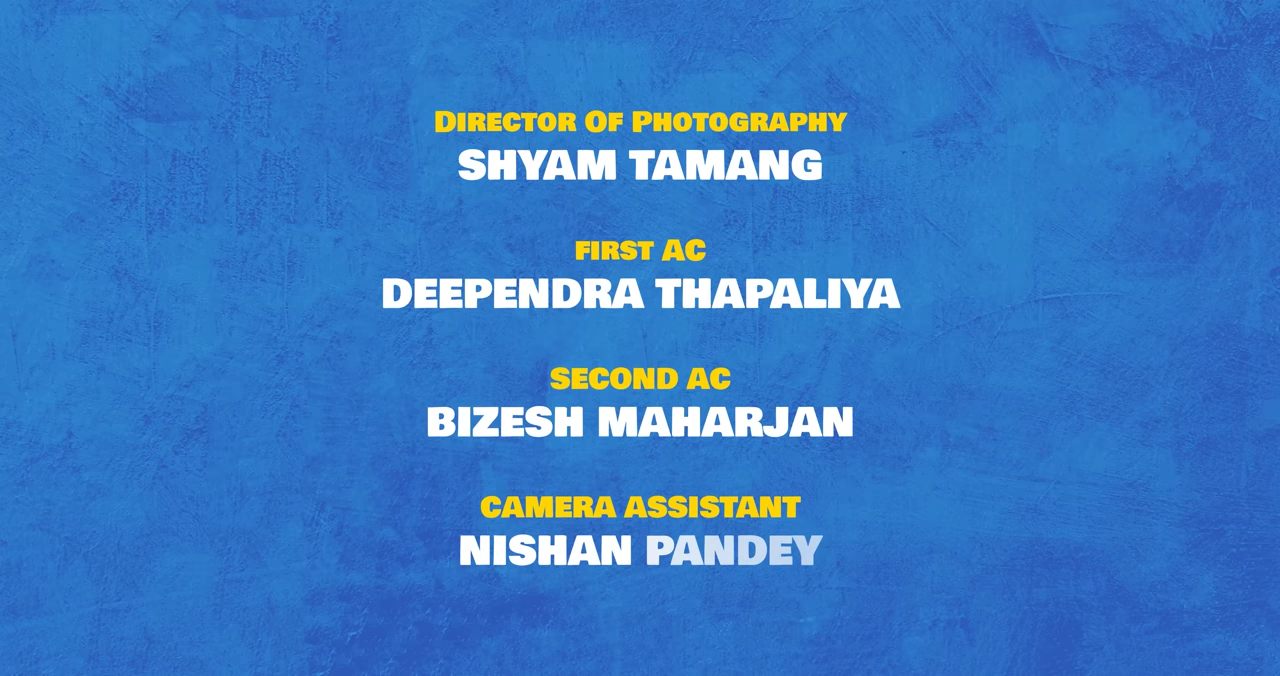 Director Of Photography
SHYAM TAMANG
FIRST AC
DEEPENDRA THAPALIYA
SECOND AC
BIZESH MAHARJAN
CAMERA ASSISTANT
NISHAN PANDEY